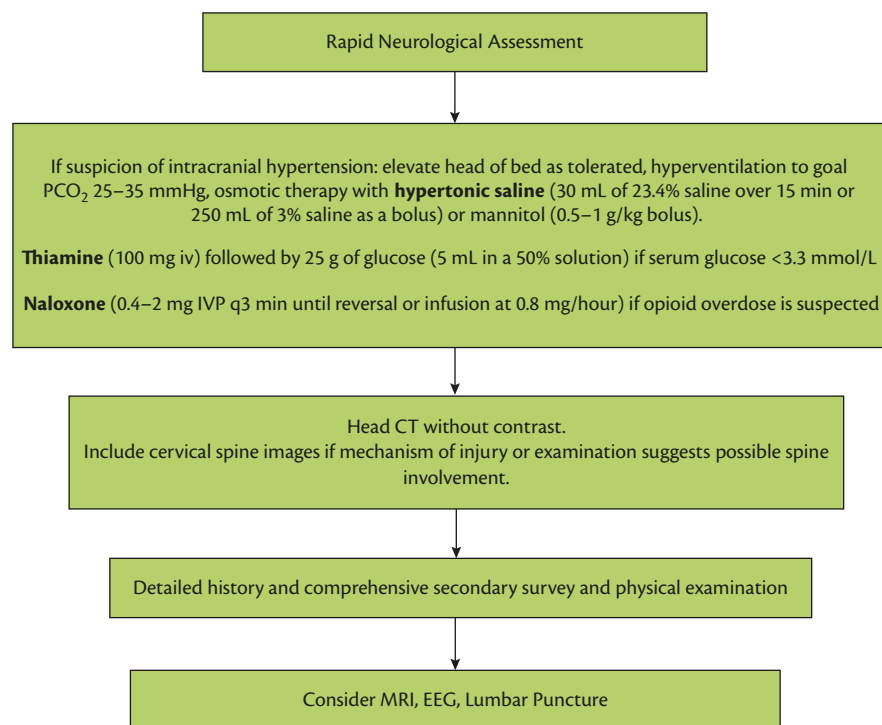 Rapid Neurological Assessment
If suspicion of intracranial hypertension: elevate head of bed as tolerated, hyperventilation to goal
PCO2 25–35 mmHg, osmotic therapy with hypertonic saline (30 mL of 23.4% saline over 15 min or
250 mL of 3% saline as a bolus) or mannitol (0.5–1 g/kg bolus).
Thiamine (100 mg iv) followed by 25 g of glucose (5 mL in a 50% solution) if serum glucose <3.3 mmol/L
Naloxone (0.4–2 mg IVP q3 min until reversal or infusion at 0.8 mg/hour) if opioid overdose is suspected
Head CT without contrast.
Include cervical spine images if mechanism of injury or examination suggests possible spine
involvement.
Detailed history and comprehensive secondary survey and physical examination
Consider MRI, EEG, Lumbar Puncture